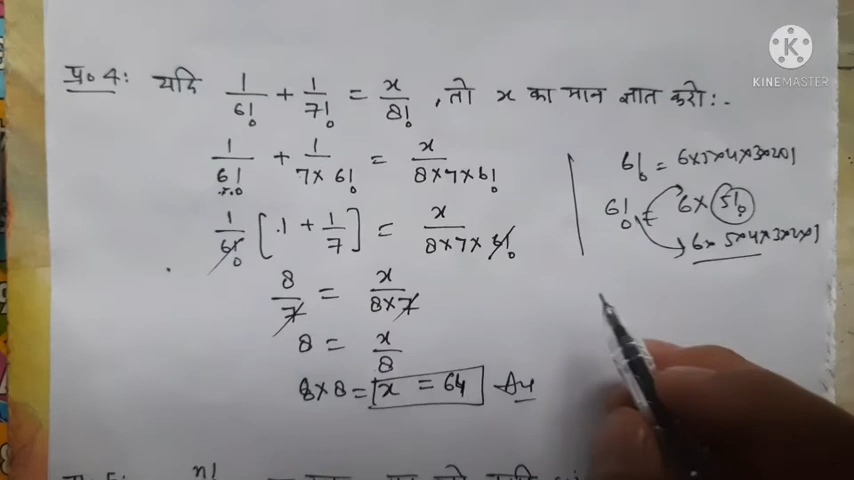 प्र० 4: यदि 1/6! + 1/7! = x/8!, तो x का मान ज्ञात करो:-
1/6! + 1/(7×6!) = x/(8×7×6!)
1/6! [1 + 1/7] = x/(8×7×6!)
8/7 = x/(8×7)
8 = x/8
8×8 = x = 64 Ans
6! = 6×5×4×3×2×1
6! = 6×5!
6×5×4×3×2×1
K
KINEMASTER
n!